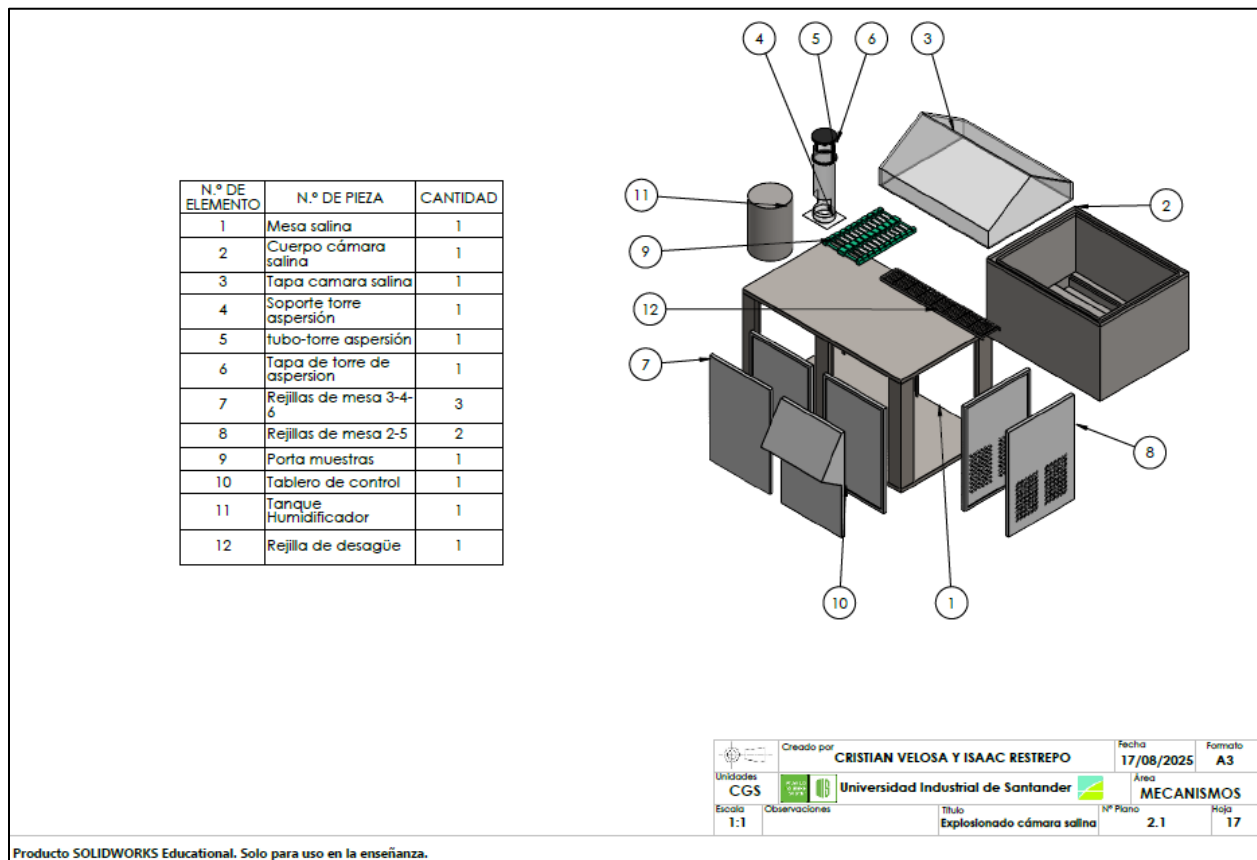 4 5 6 3
11
2
9
12
7
8
10 1
N.º DE ELEMENTO N.º DE PIEZA CANTIDAD
1 Mesa salina 1
2 Cuerpo cámara salina 1
3 Tapa camara salina 1
4 Soporte torre aspersión 1
5 tubo-torre aspersión 1
6 Tapa de torre de aspersion 1
7 Rejillas de mesa 3-4-6 3
8 Rejillas de mesa 2-5 2
9 Porta muestras 1
10 Tablero de control 1
11 Tanque Humidificador 1
12 Rejilla de desagüe 1
Creado por CRISTIAN VELOSA Y ISAAC RESTREPO
Fecha 17/08/2025
Formato A3
Unidades CGS
UIS
Universidad Industrial de Santander
Área MECANISMOS
Escala 1:1
Observaciones
Título Explosionado cámara salina
Nº Plano 2.1
Hoja 17
Producto SOLIDWORKS Educational. Solo para uso en la enseñanza.